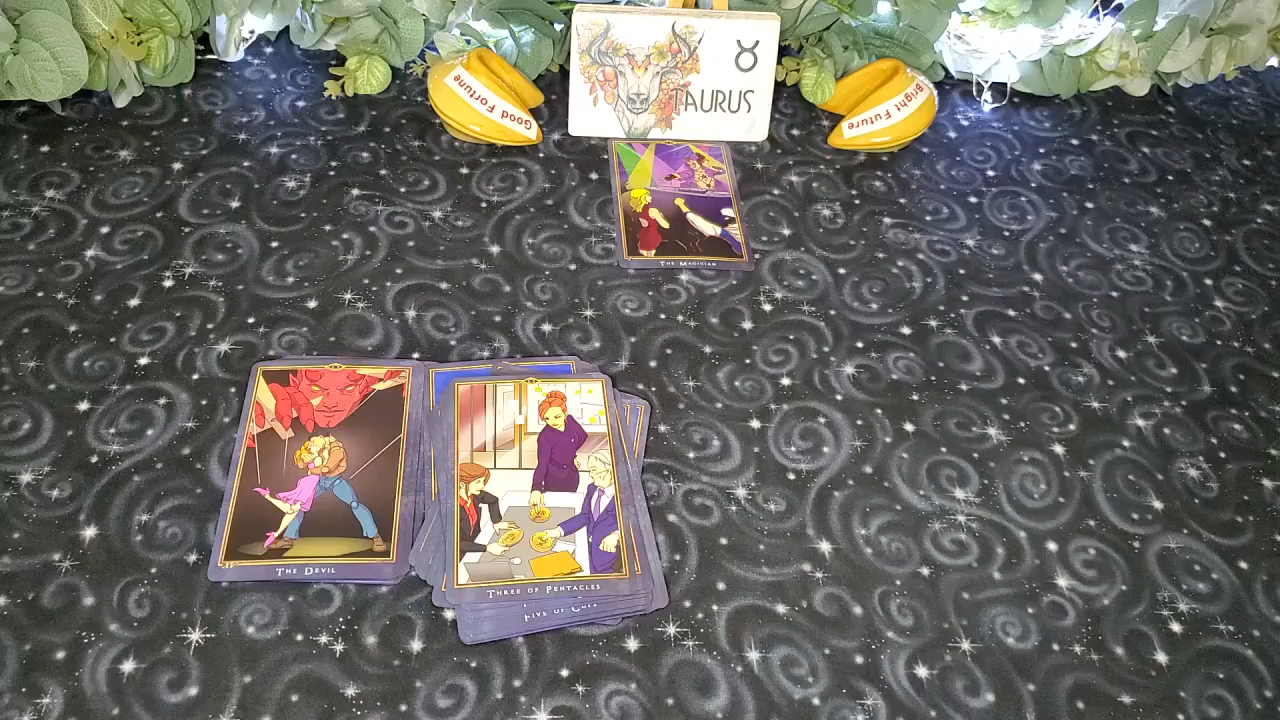 Good Fortune
TAURUS
Bright Future
THE MAGICIAN
THE DEVIL
THREE OF PENTACLES
FIVE OF CUPS